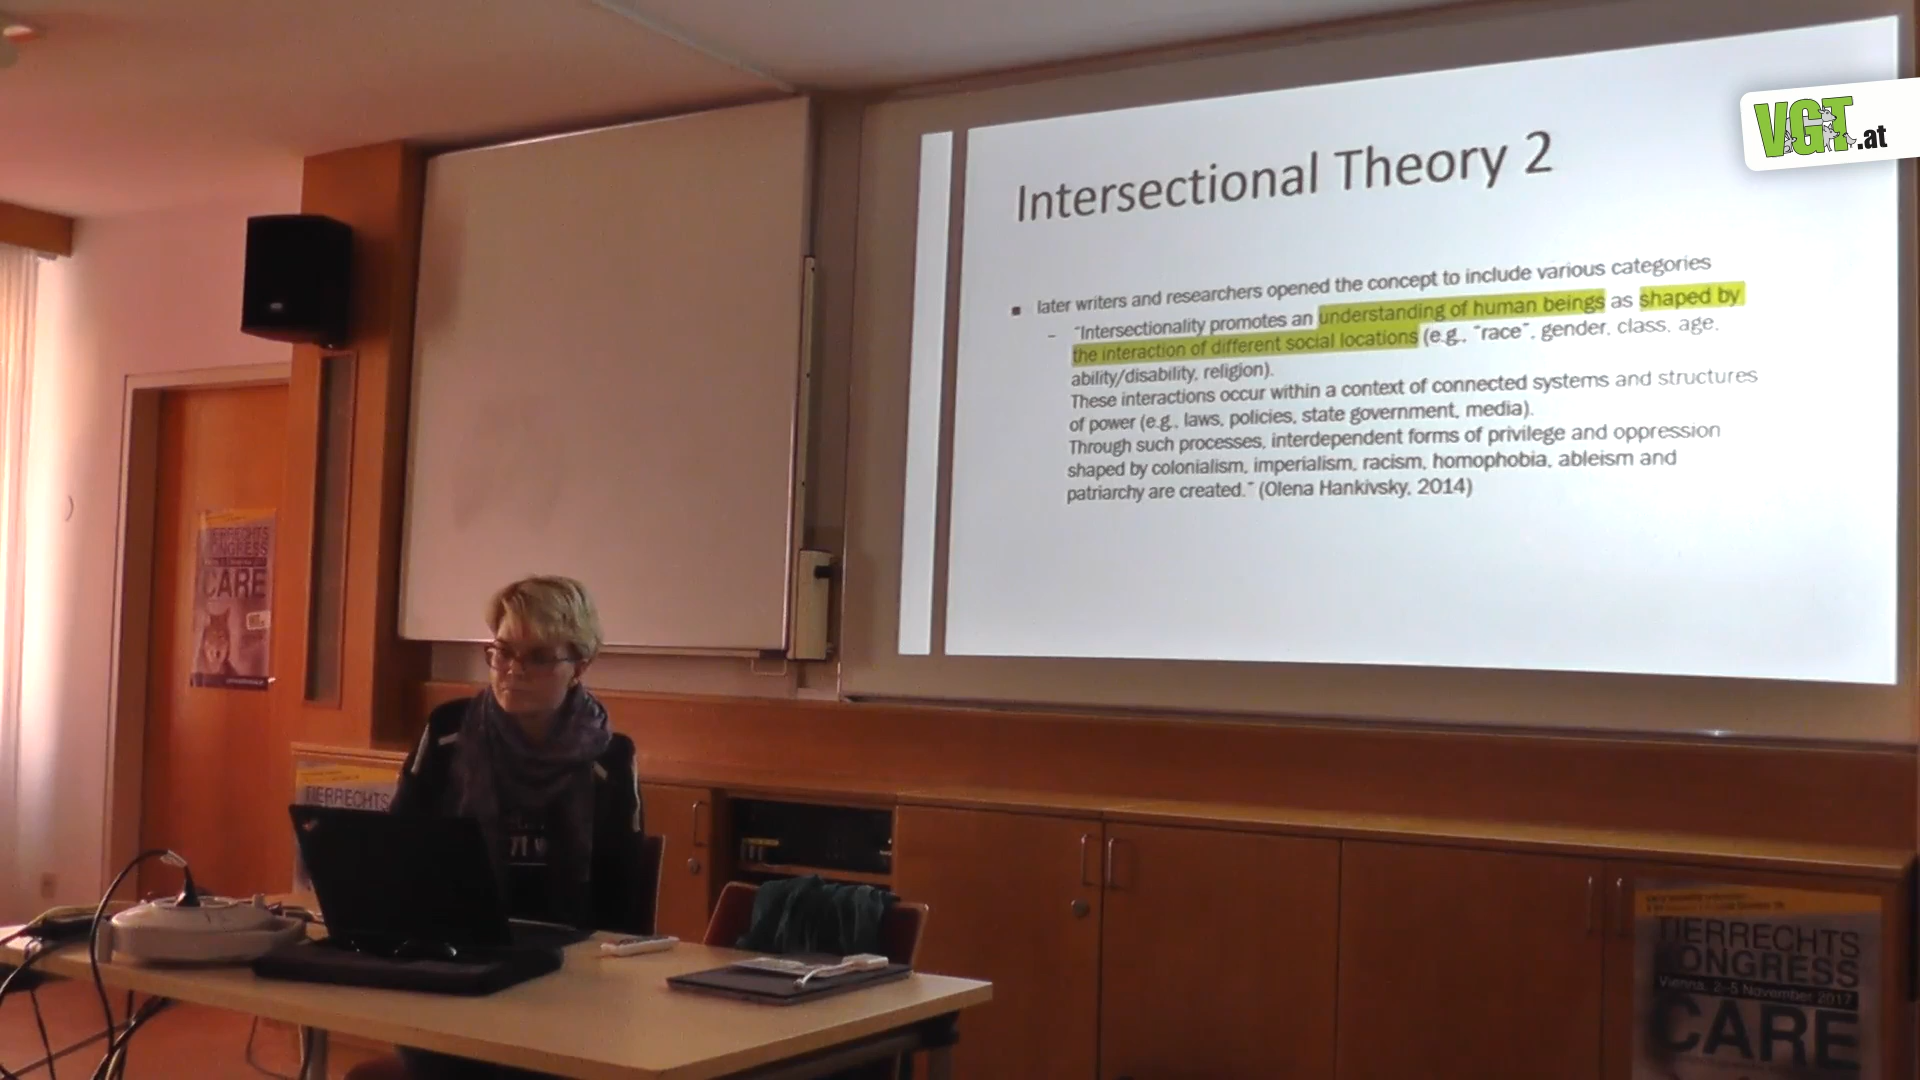 VGT.at
Intersectional Theory 2
▪ later writers and researchers opened the concept to include various categories
– "Intersectionality promotes an understanding of human beings as shaped by
the interaction of different social locations (e.g., "race", gender, class, age,
ability/disability, religion).
These interactions occur within a context of connected systems and structures
of power (e.g., laws, policies, state government, media).
Through such processes, interdependent forms of privilege and oppression
shaped by colonialism, imperialism, racism, homophobia, ableism and
patriarchy are created." (Olena Hankivsky, 2014)
TIERRECHTS
KONGRESS
CARE
TIERRECHTS
TIERRECHTS
KONGRESS
Vienna, 2–5 November 2017
CARE